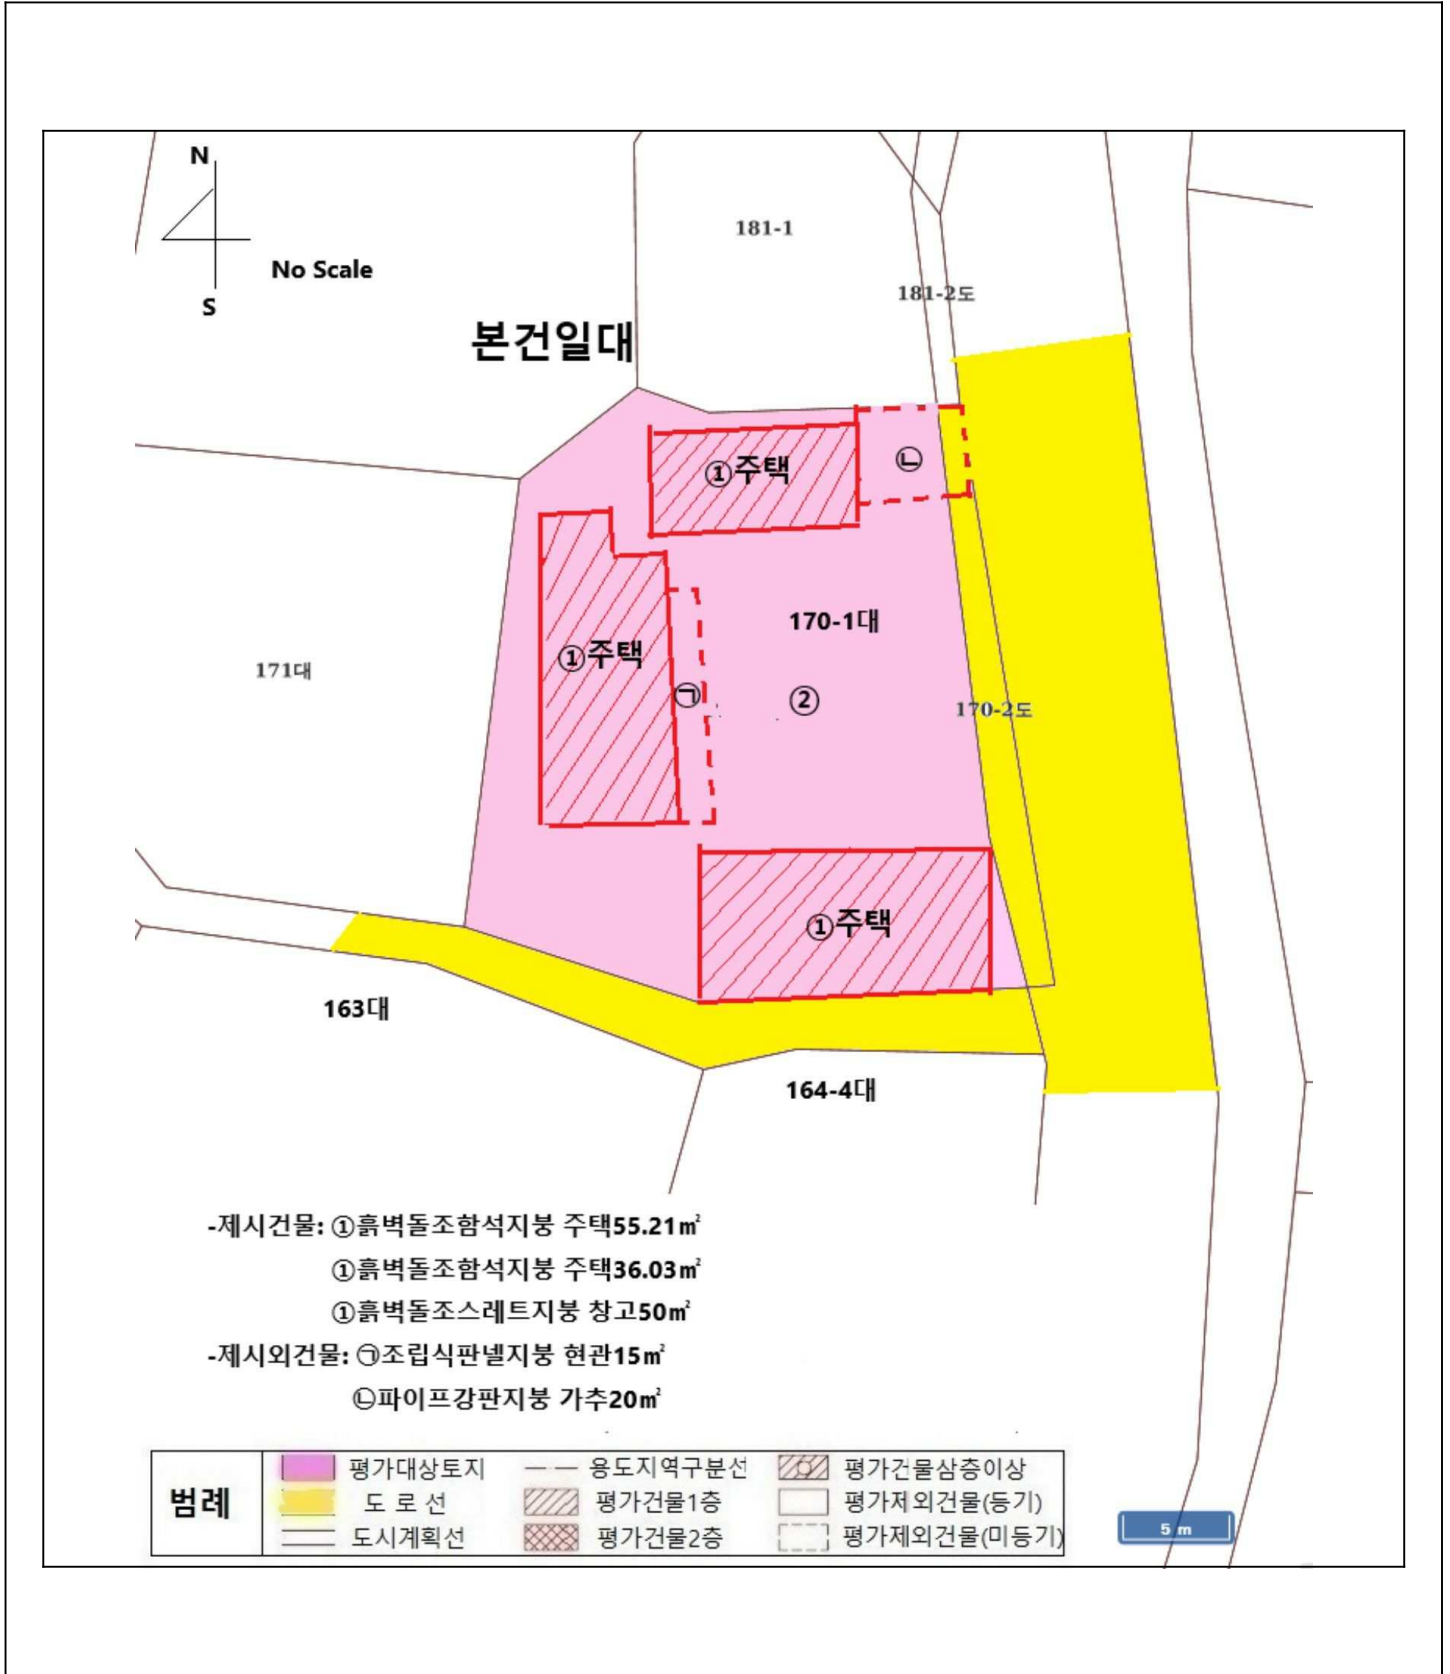 N
181-1
No Scale
181-2도
S
본건일대
①주택
㉡
170-1대
①주택
171대
㉠
②
170-2도
①주택
163대
164-4대
-제시건물: ①흙벽돌조함석지붕 주택55.21㎡
①흙벽돌조함석지붕 주택36.03㎡
①흙벽돌조스레트지붕 창고50㎡
-제시외건물: ㉠조립식판넬지붕 현관15㎡
㉡파이프강판지붕 가추20㎡
범례
평가대상토지
용도지역구분선
평가건물삼층이상
도 로 선
평가건물1층
평가제외건물(등기)
도시계획선
평가건물2층
평가제외건물(미등기)
5 m